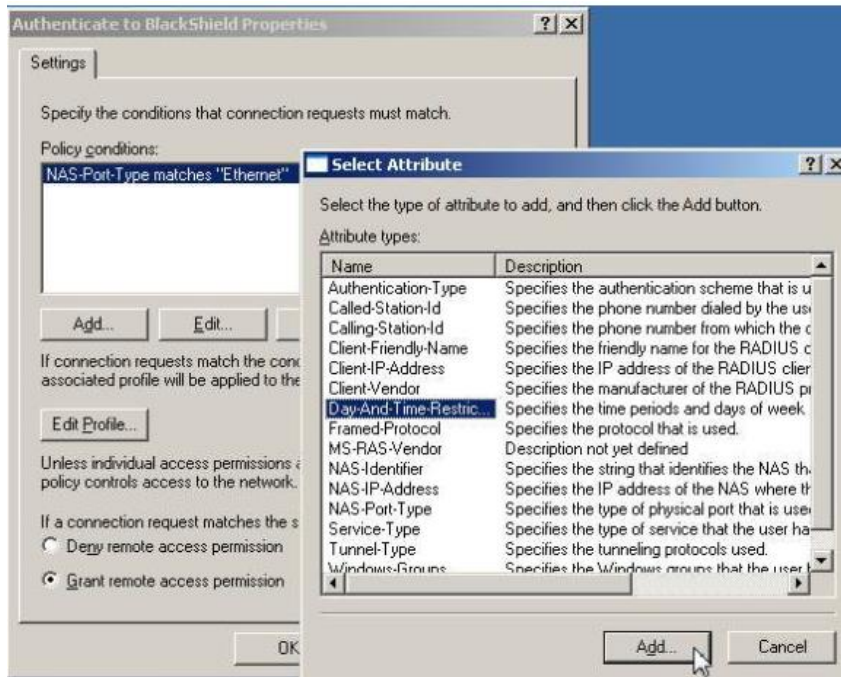 Authenticate to BlackShield Properties
Settings
Specify the conditions that connection requests must match.
Policy conditions:
NAS-Port-Type matches "Ethernet"
Add...
Edit...
If connection requests match the
associated profile will be applied to the
Edit Profile...
Unless individual access permissions
policy controls access to the network.
If a connection request matches the
Deny remote access permission
Grant remote access permission
OK
Select Attribute
Select the type of attribute to add, and then click the Add button.
Attribute types:
Name Description
Authentication-Type Specifies the authentication scheme that is
Called-Station-Id Specifies the phone number dialed by the
Calling-Station-Id Specifies the phone number from which the
Client-Friendly-Name Specifies the friendly name for the RADIUS
Client-IP-Address Specifies the IP address of the RADIUS
Client-Vendor Specifies the manufacturer of the RADIUS
Day-And-Time-Restric... Specifies the time periods and days of week
Framed-Protocol Specifies the protocol that is used.
MS-RAS-Vendor Description not yet defined
NAS-Identifier Specifies the string that identifies the NAS
NAS-IP-Address Specifies the IP address of the NAS where
NAS-Port-Type Specifies the type of physical port that is
Service-Type Specifies the type of service that the user
Tunnel-Type Specifies the tunneling protocols used.
Windows-Groups Specifies the Windows groups that the user
Add...
Cancel